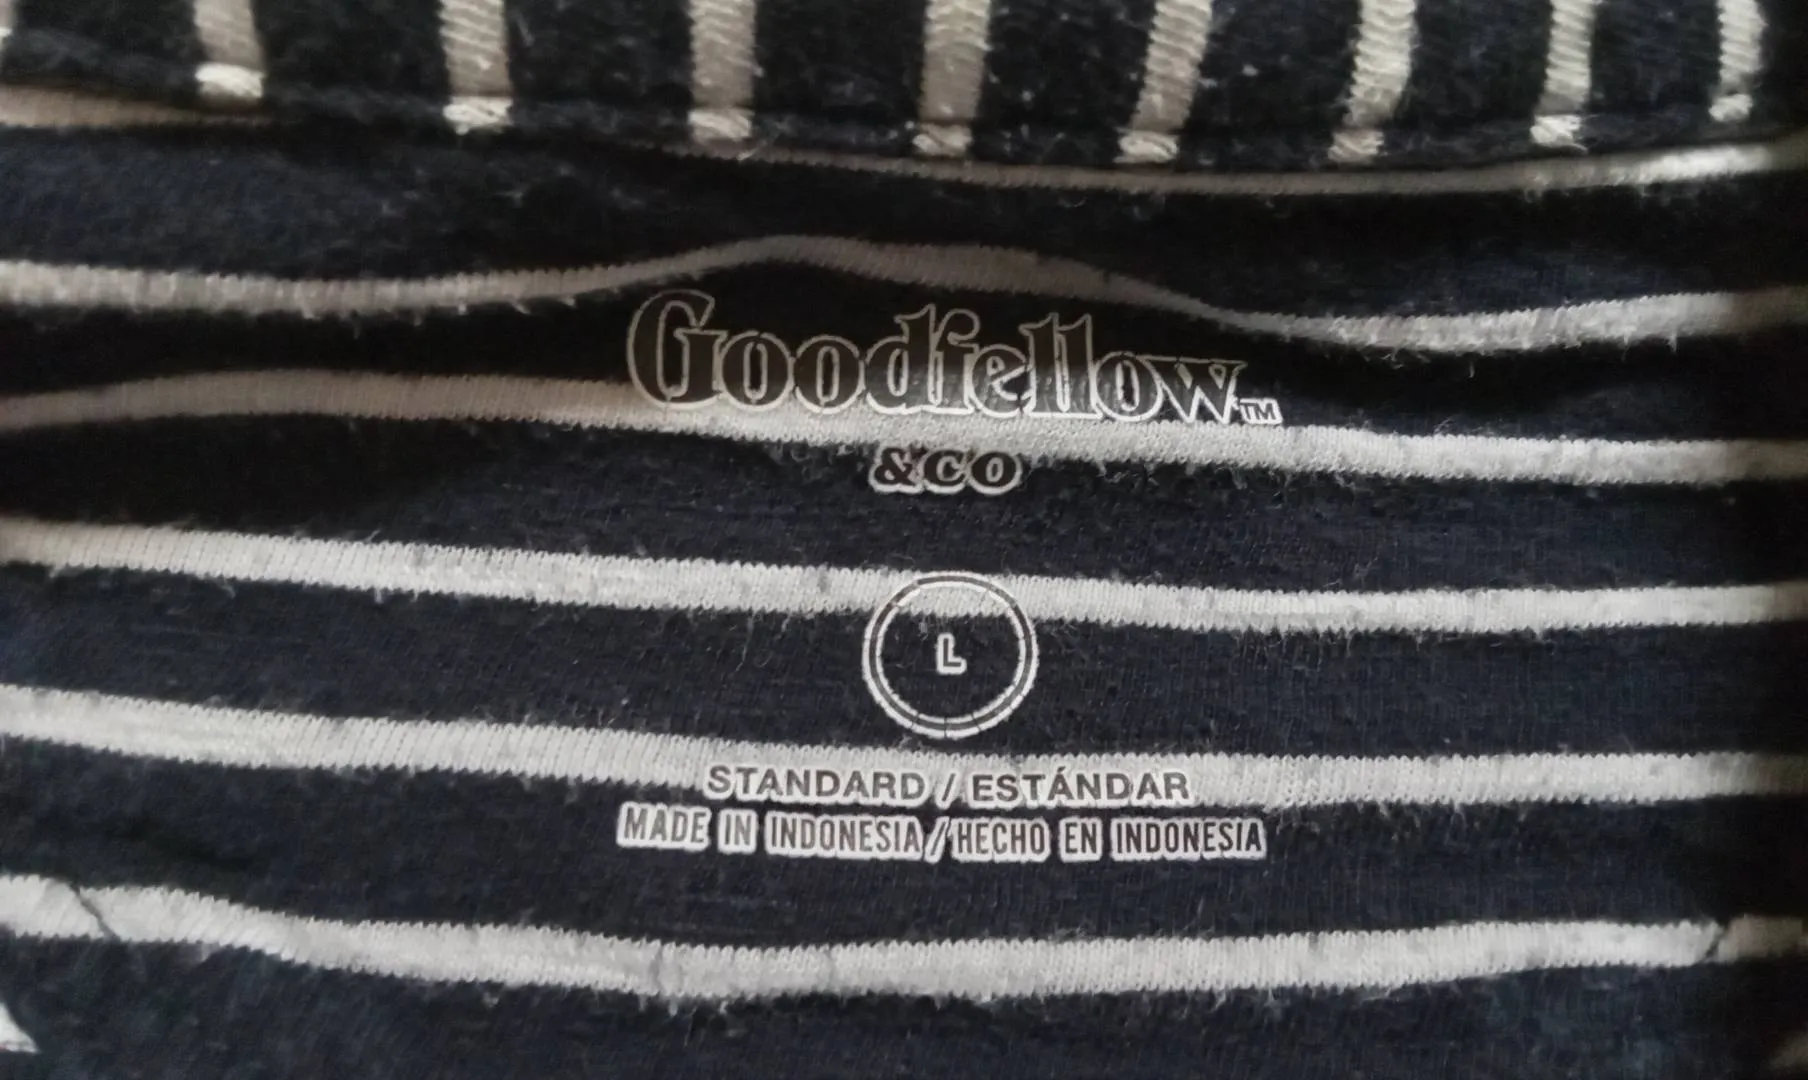 Goodfellow™
&CO
L
STANDARD / ESTÁNDAR
MADE IN INDONESIA / HECHO EN INDONESIA